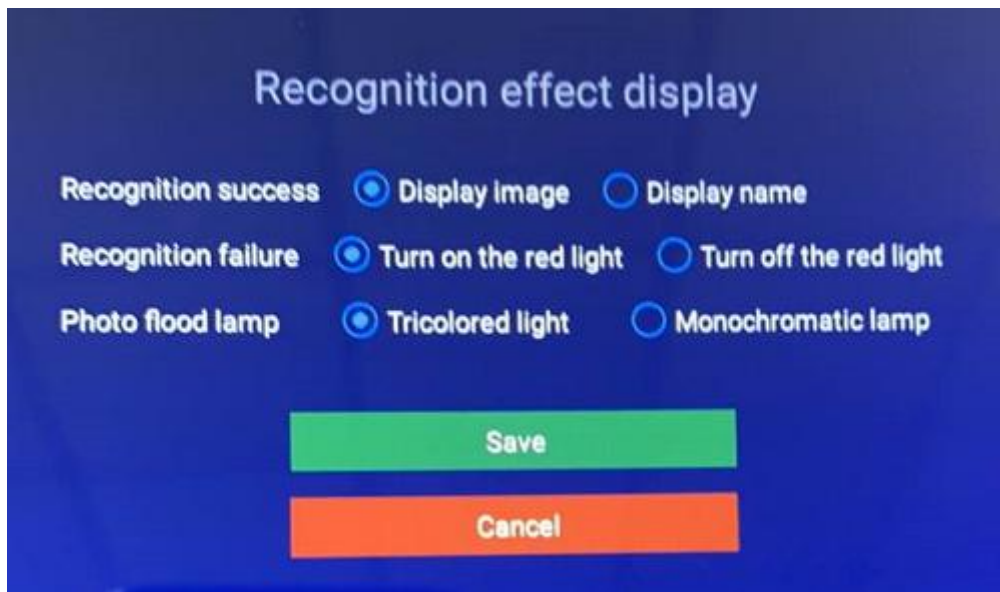 Recognition effect display
Recognition success Display image Display name
Recognition failure Turn on the red light Turn off the red light
Photo flood lamp Tricolored light Monochromatic lamp
Save
Cancel